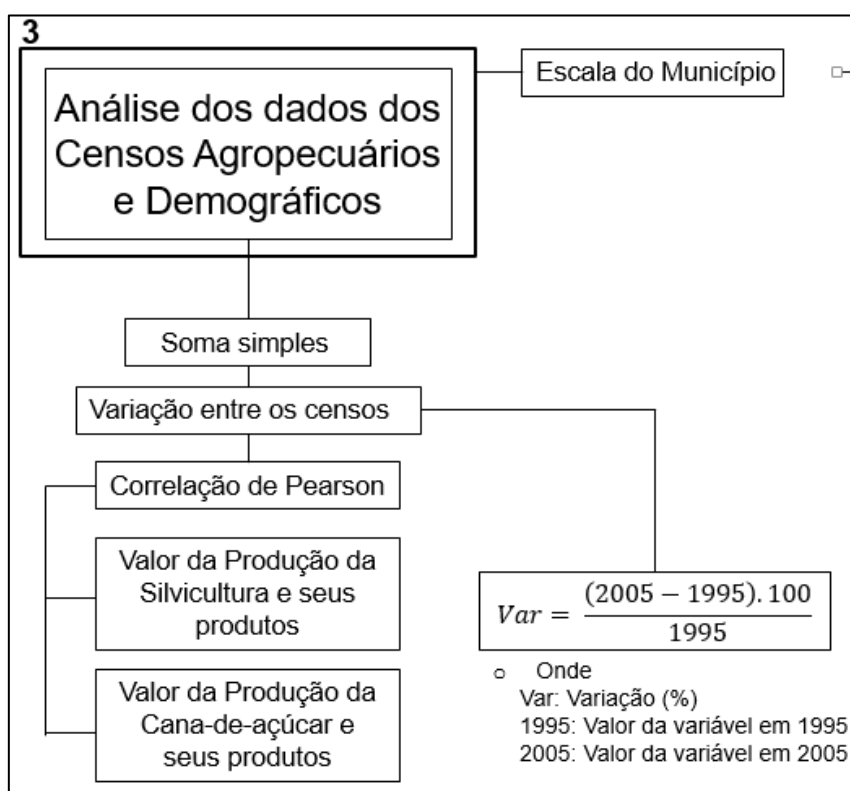 3
Análise dos dados dos
Censos Agropecuários
e Demográficos
Escala do Município
Soma simples
Variação entre os censos
Correlação de Pearson
Valor da Produção da
Silvicultura e seus
produtos
Valor da Produção da
Cana-de-açúcar e
seus produtos
Var = (2005 − 1995). 100 / 1995
Onde
Var: Variação (%)
1995: Valor da variável em 1995
2005: Valor da variável em 2005